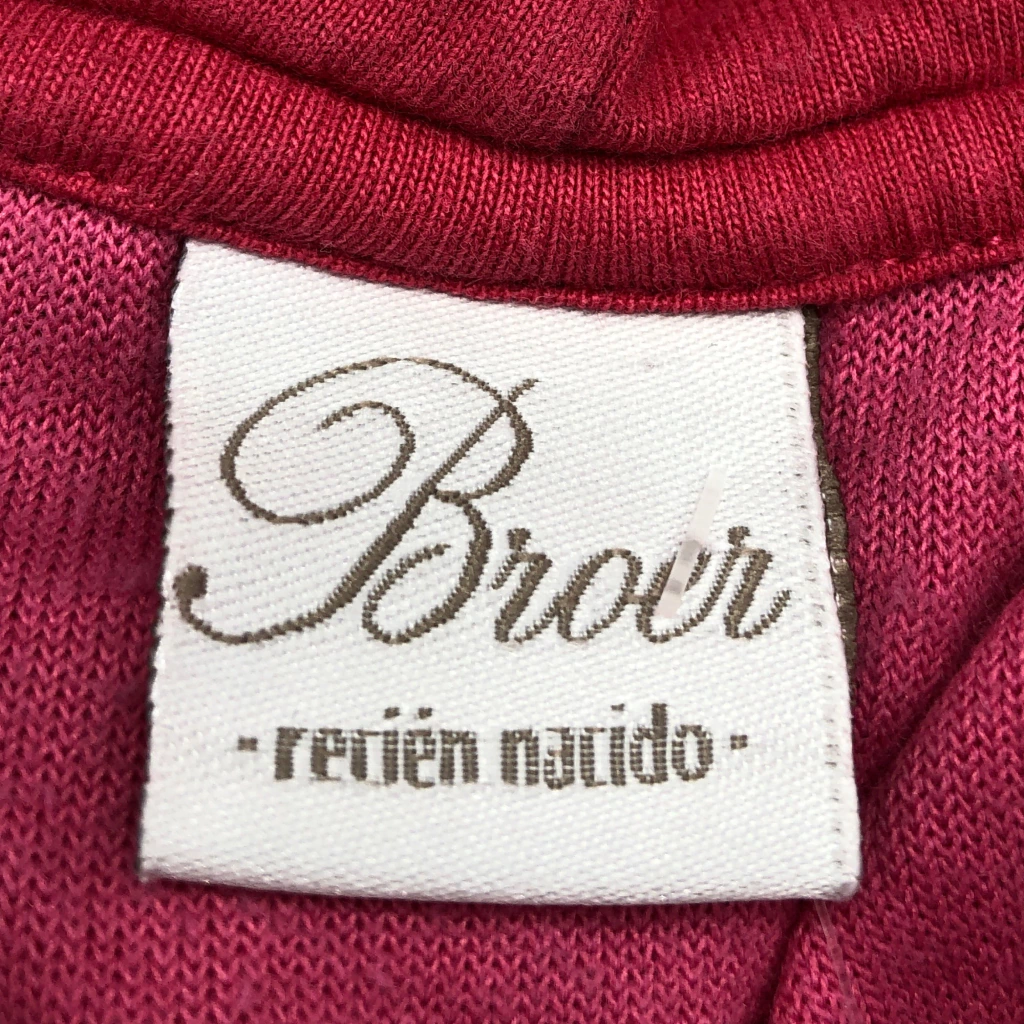 Broer
- recién nacido -